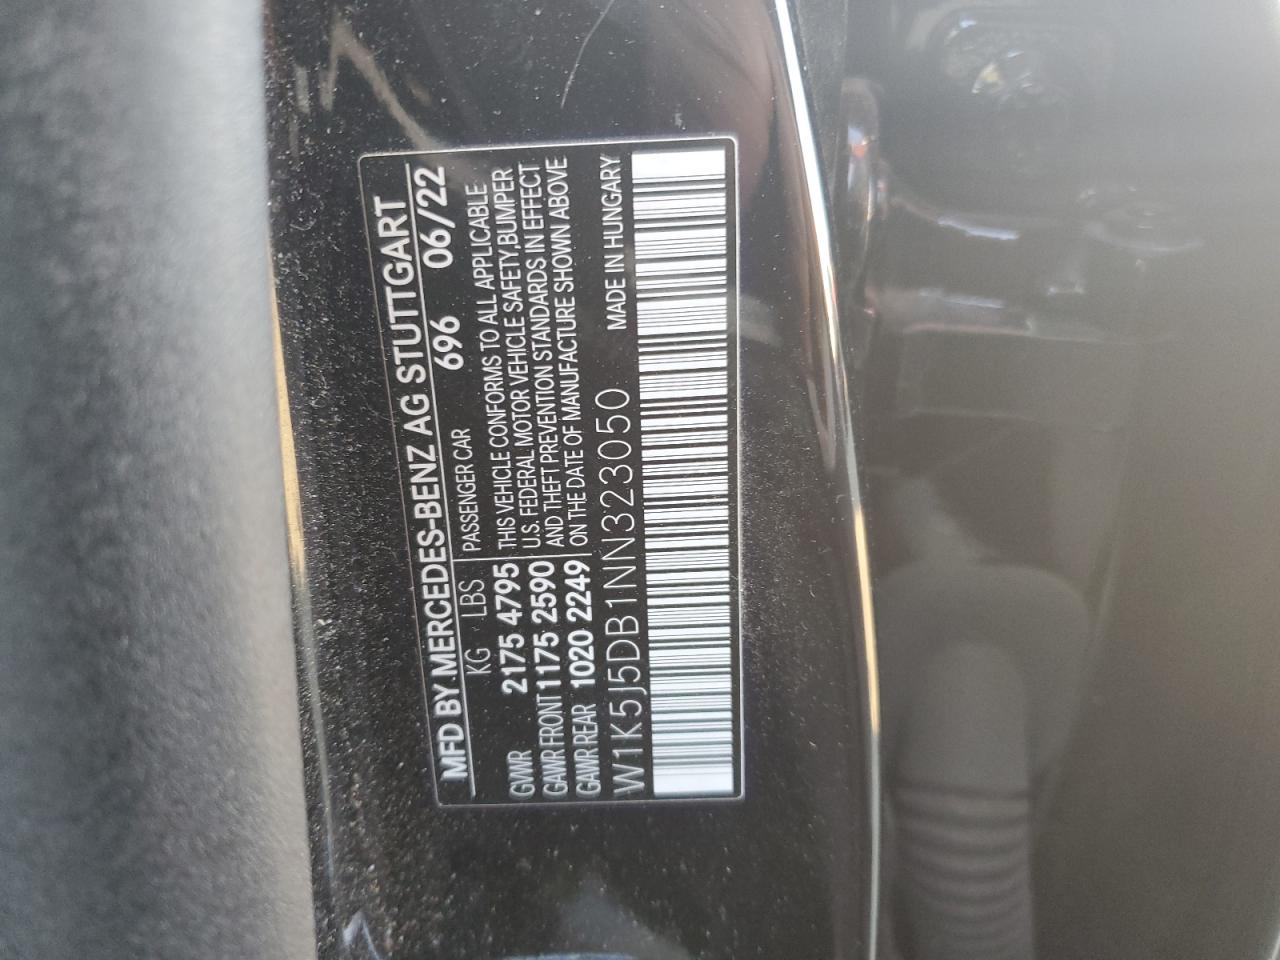 MFD BY MERCEDES-BENZ AG STUTTGART
696 06/22
KG LBS PASSENGER CAR
GVWR 2175 4795
GAWR FRONT 1175 2590
GAWR REAR 1020 2249
THIS VEHICLE CONFORMS TO ALL APPLICABLE
U.S. FEDERAL MOTOR VEHICLE SAFETY,BUMPER
AND THEFT PREVENTION STANDARDS IN EFFECT
ON THE DATE OF MANUFACTURE SHOWN ABOVE
W1K5J5DB1NN323050 MADE IN HUNGARY